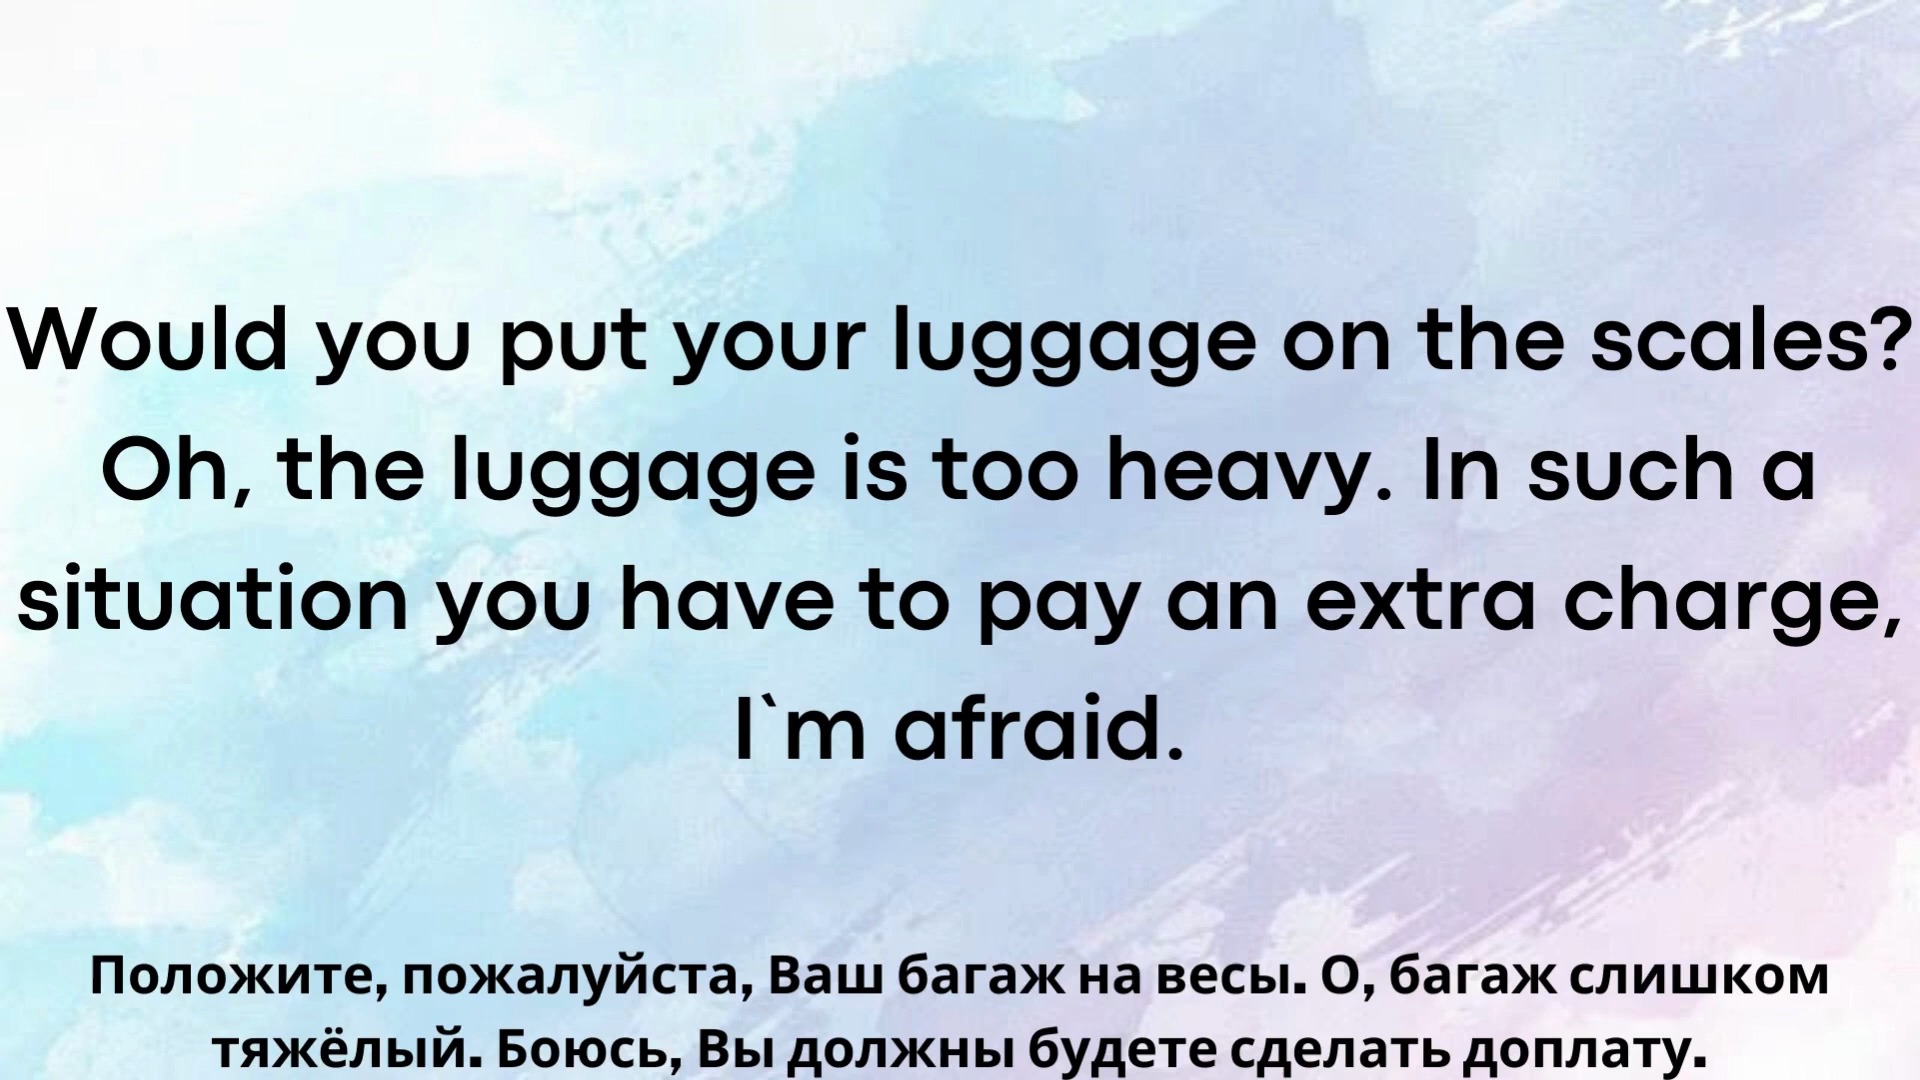 Would you put your luggage on the scales?
Oh, the luggage is too heavy. In such a
situation you have to pay an extra charge,
I`m afraid.
Положите, пожалуйста, Ваш багаж на весы. О, багаж слишком
тяжёлый. Боюсь, Вы должны будете сделать доплату.